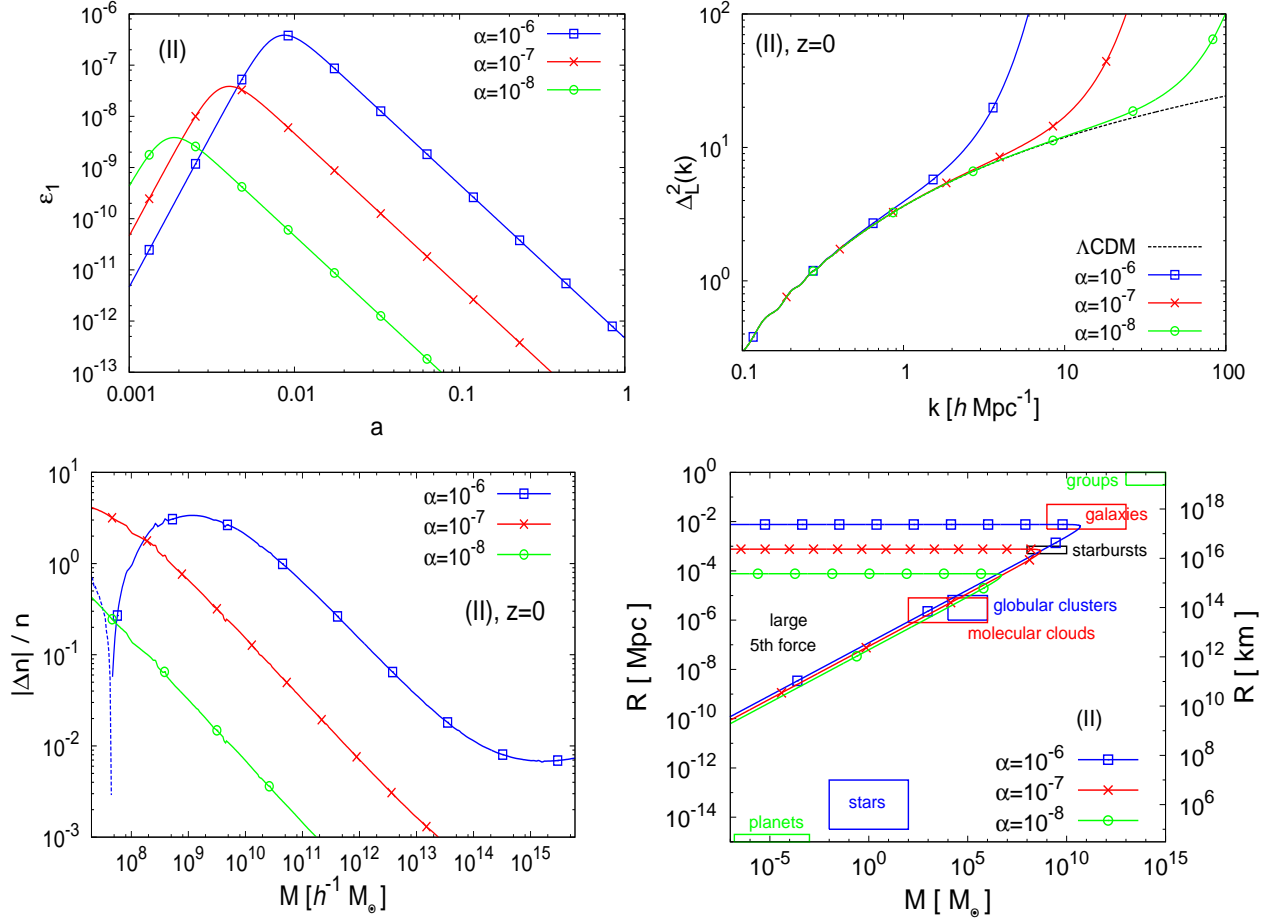 (II)
α=10⁻⁶
α=10⁻⁷
α=10⁻⁸
10⁻⁶
10⁻⁷
10⁻⁸
10⁻⁹
10⁻¹⁰
10⁻¹¹
10⁻¹²
10⁻¹³
ε₁
0.001 0.01 0.1 1
a
(II), z=0
10²
10¹
10⁰
Δ_L²(k)
ΛCDM
α=10⁻⁶
α=10⁻⁷
α=10⁻⁸
0.1 1 10 100
k [h Mpc⁻¹]
10¹
10⁰
10⁻¹
10⁻²
10⁻³
|Δn| / n
α=10⁻⁶
α=10⁻⁷
α=10⁻⁸
(II), z=0
10⁸ 10⁹ 10¹⁰ 10¹¹ 10¹² 10¹³ 10¹⁴ 10¹⁵
M [h⁻¹ M☉]
10⁰
10⁻²
10⁻⁴
10⁻⁶
10⁻⁸
10⁻¹⁰
10⁻¹²
10⁻¹⁴
R [Mpc]
groups
galaxies
starbursts
globular clusters
molecular clouds
large
5th force
stars
planets
(II)
α=10⁻⁶
α=10⁻⁷
α=10⁻⁸
10¹⁸
10¹⁶
10¹⁴
10¹²
10¹⁰
10⁸
10⁶
R [ km]
10⁻⁵ 10⁰ 10⁵ 10¹⁰ 10¹⁵
M [ M☉]